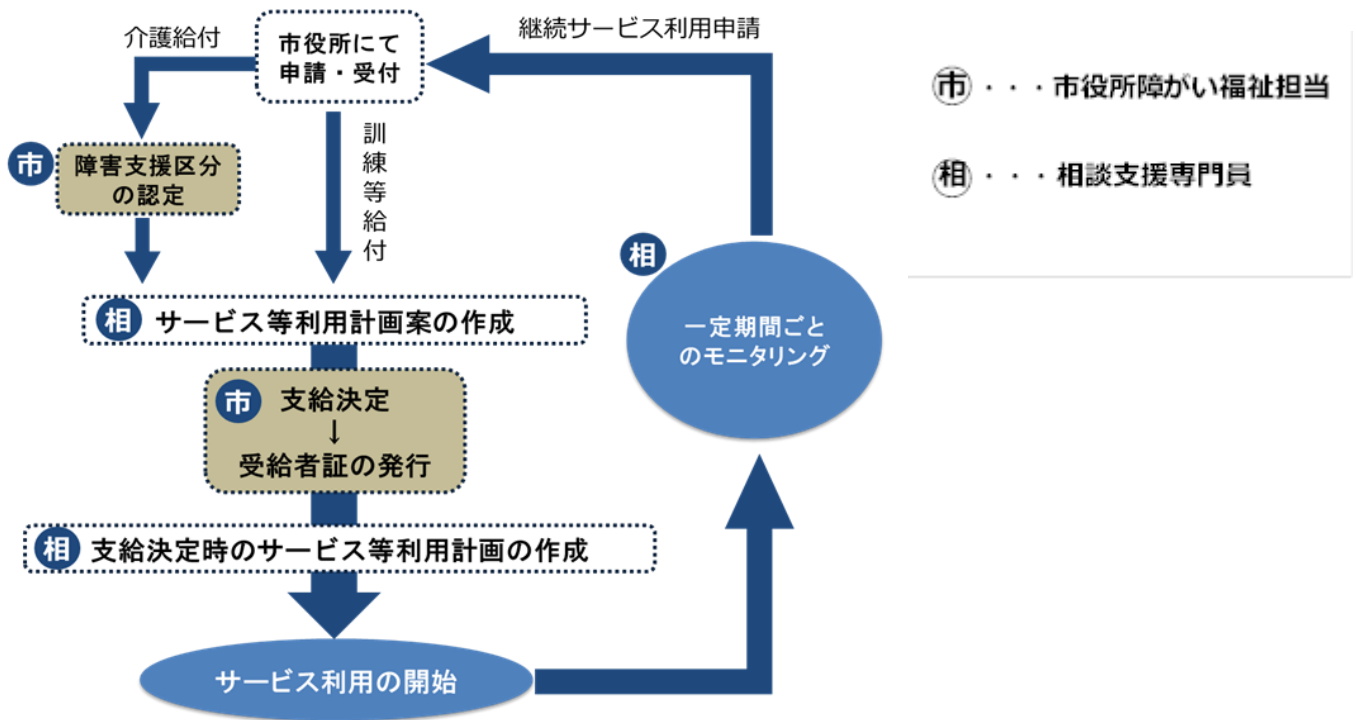 介護給付
市役所にて
申請・受付
継続サービス利用申請
市・・・市役所障がい福祉担当
相・・・相談支援専門員
訓練等給付
市
障害支援区分
の認定
相
一定期間ごと
のモニタリング
相 サービス等利用計画案の作成
市 支給決定
↓
受給者証の発行
相 支給決定時のサービス等利用計画の作成
サービス利用の開始